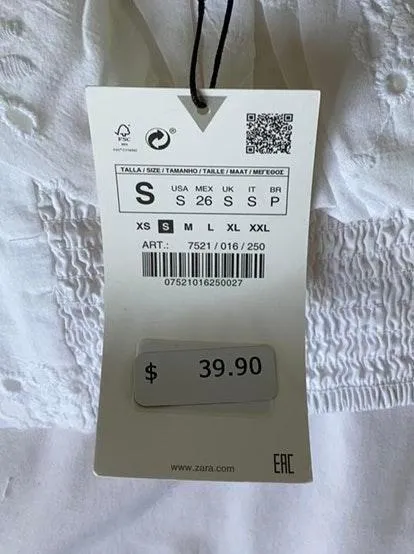 FSC
TALLA / SIZE / TAMANHO / TAILLE / MAAT / ΜΕΓΕΘΟΣ
S USA MEX UK IT BR
S 26 S S P
XS S M L XL XXL
ART.: 7521 / 016 / 250
07521016250027
$ 39.90
www.zara.com
EAC